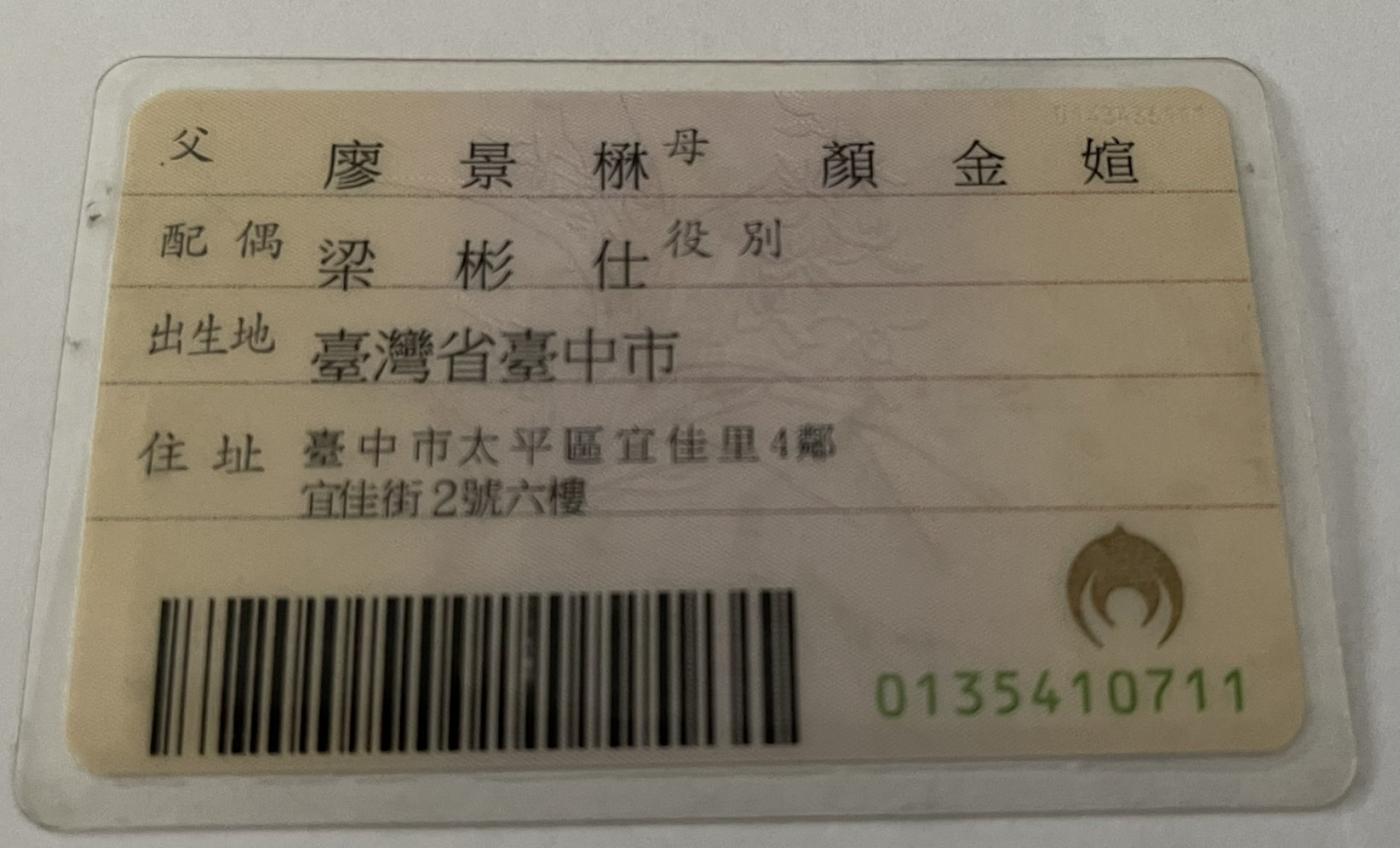 父 廖景楙 母 顏金媗
配偶 梁彬仕 役別
出生地 臺灣省臺中市
住址 臺中市太平區宜佳里4鄰
宜佳街2號六樓
0135410711